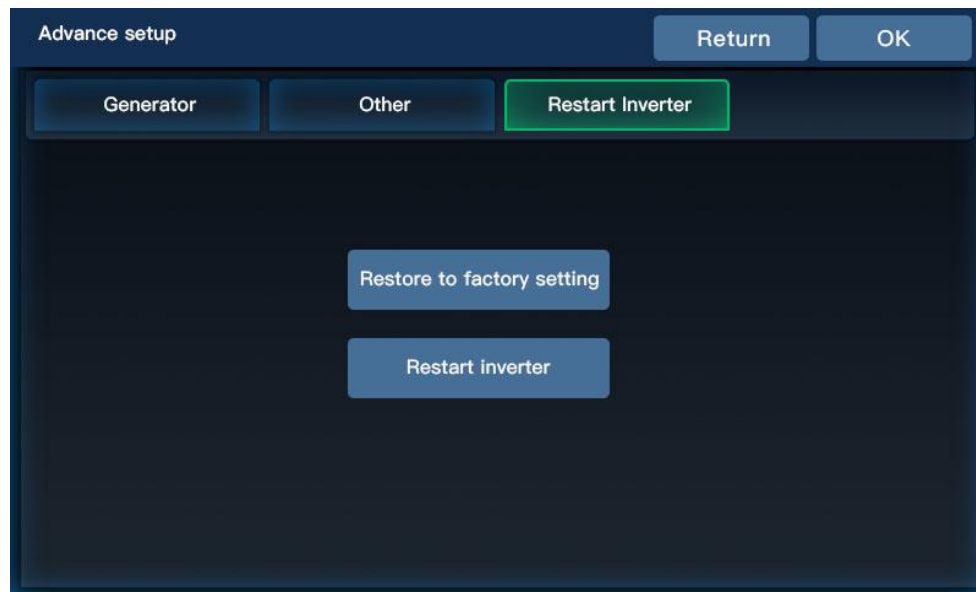 Advance setup
Return
OK
Generator
Other
Restart Inverter
Restore to factory setting
Restart inverter